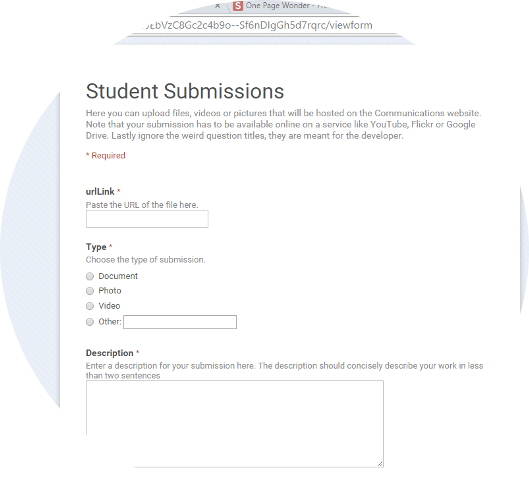 × S One Page Wonder -
EbVzC8Gc2c4b9o--Sf6nDIgGh5d7rqrc/viewform
Student Submissions
Here you can upload files, videos or pictures that will be hosted on the Communications website.
Note that your submission has to be available online on a service like YouTube, Flickr or Google
Drive. Lastly ignore the weird question titles, they are meant for the developer.
* Required
urlLink *
Paste the URL of the file here.
Type *
Choose the type of submission.
Document
Photo
Video
Other:
Description *
Enter a description for your submission here. The description should concisely describe your work in less
than two sentences